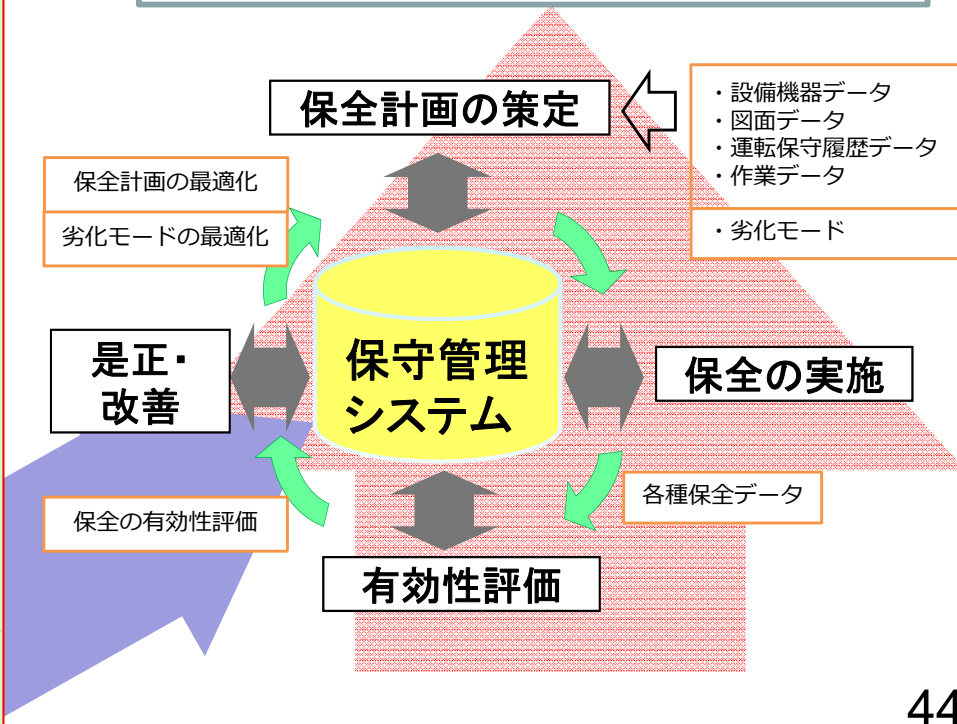 保全計画の策定
・設備機器データ
・図面データ
・運転保守履歴データ
・作業データ
・劣化モード
保全計画の最適化
劣化モードの最適化
是正・
改善
保守管理
システム
保全の実施
各種保全データ
保全の有効性評価
有効性評価
44